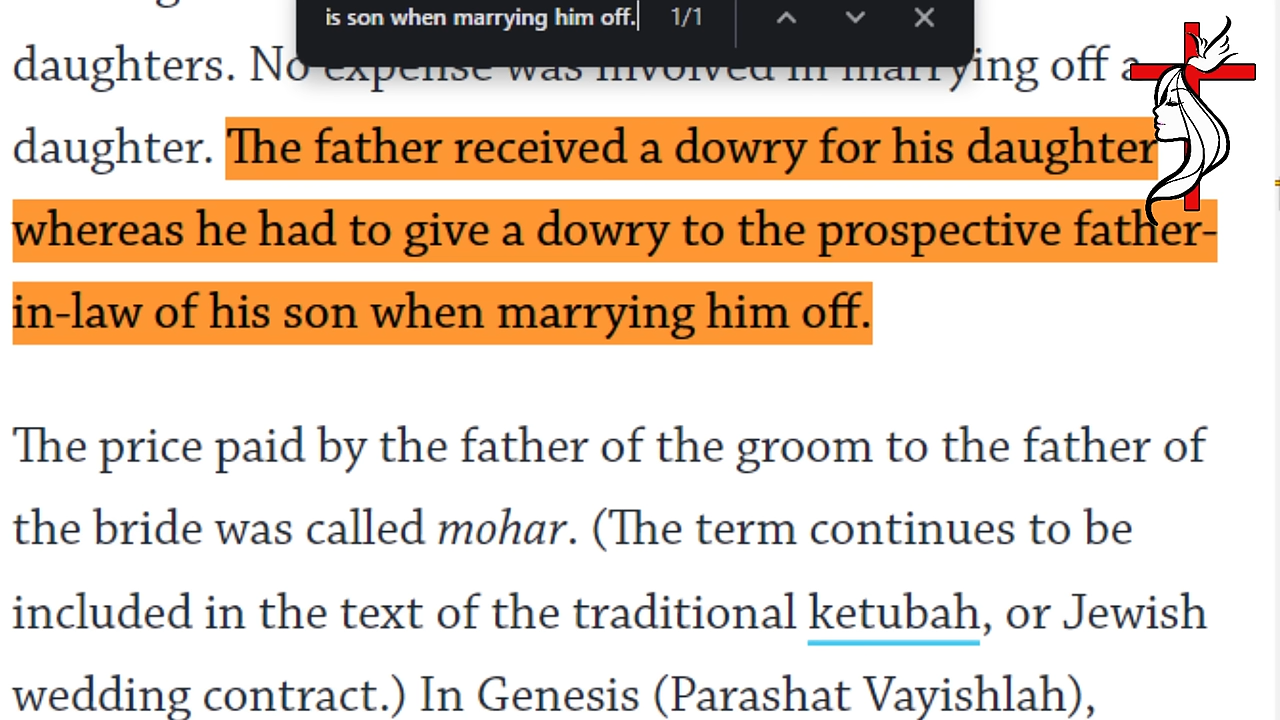 is son when marrying him off. 1/1
daughters. No expense was involved in marrying off a
daughter. The father received a dowry for his daughter
whereas he had to give a dowry to the prospective father-
in-law of his son when marrying him off.
The price paid by the father of the groom to the father of
the bride was called mohar. (The term continues to be
included in the text of the traditional ketubah, or Jewish
wedding contract.) In Genesis (Parashat Vayishlah),